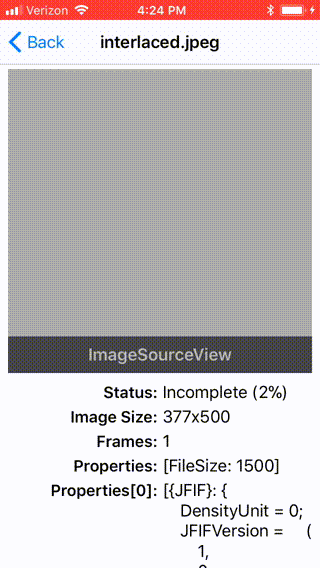 Verizon 4:24 PM
Back interlaced.jpeg
ImageSourceView
Status: Incomplete (2%)
Image Size: 377x500
Frames: 1
Properties: [FileSize: 1500]
Properties[0]: [{JFIF}: {
DensityUnit = 0;
JFIFVersion = (
1,